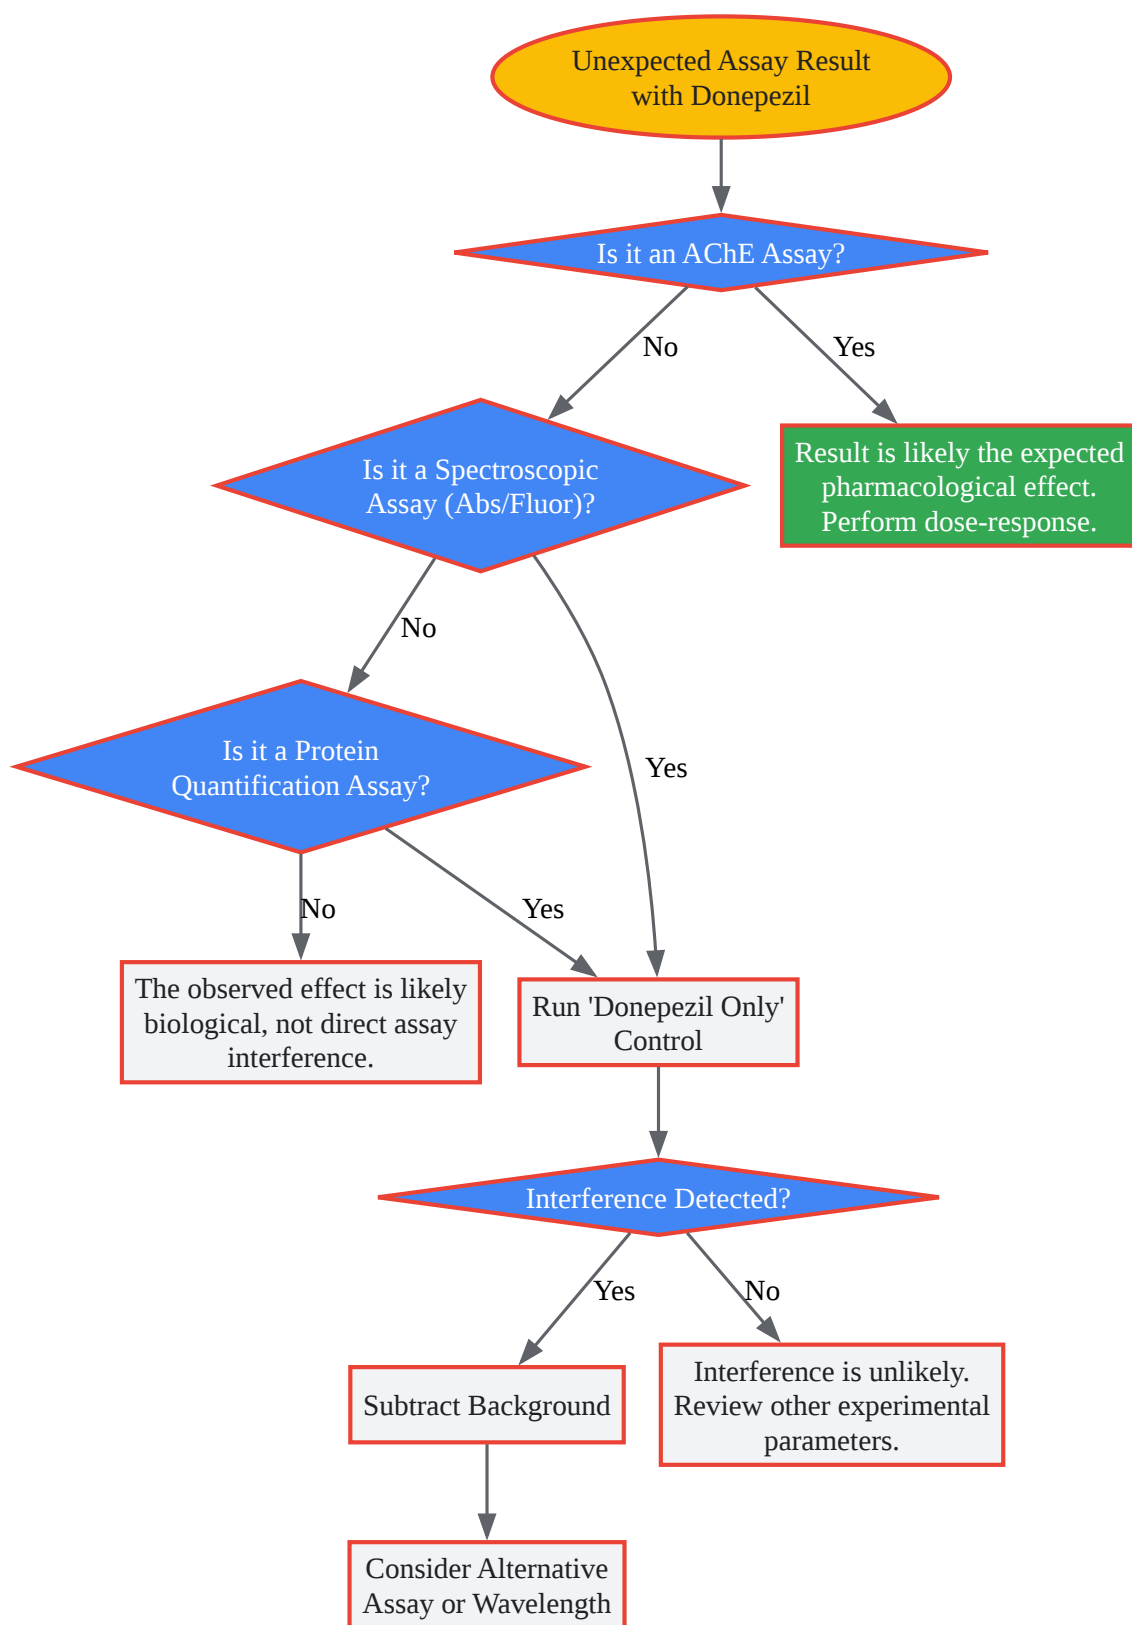 Unexpected Assay Result
with Donepezil
Is it an AChE Assay?
No
Yes
Is it a Spectroscopic
Assay (Abs/Fluor)?
Result is likely the expected
pharmacological effect.
Perform dose-response.
No
Yes
Is it a Protein
Quantification Assay?
No
Yes
The observed effect is likely
biological, not direct assay
interference.
Run 'Donepezil Only'
Control
Interference Detected?
Yes
No
Subtract Background
Interference is unlikely.
Review other experimental
parameters.
Consider Alternative
Assay or Wavelength